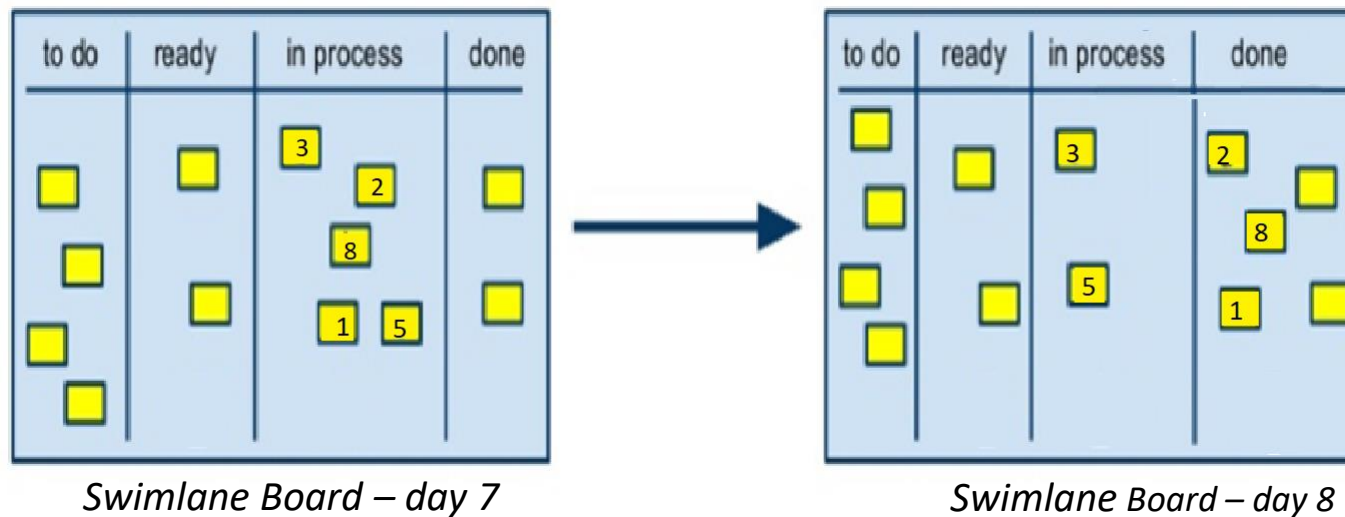 to do ready in process done
3
2
8
1 5
Swimlane Board – day 7
to do ready in process done
3 2
8
5
1
Swimlane Board – day 8